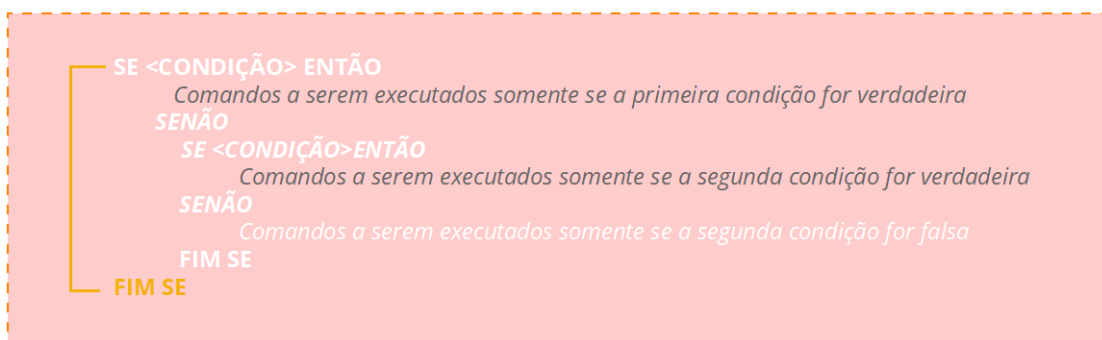 SE <CONDIÇÃO> ENTÃO
Comandos a serem executados somente se a primeira condição for verdadeira
SENÃO
SE <CONDIÇÃO>ENTÃO
Comandos a serem executados somente se a segunda condição for verdadeira
SENÃO
Comandos a serem executados somente se a segunda condição for falsa
FIM SE
FIM SE